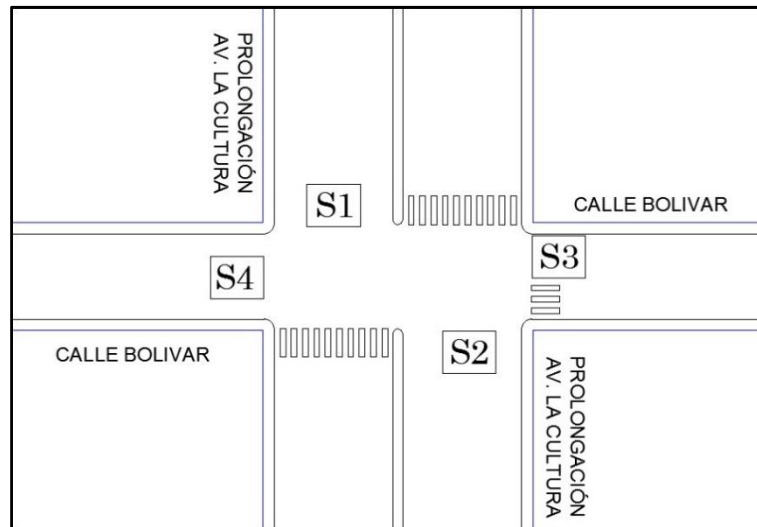 PROLONGACIÓN
AV. LA CULTURA
S1
CALLE BOLIVAR
S3
S4
S2
CALLE BOLIVAR
PROLONGACIÓN
AV. LA CULTURA